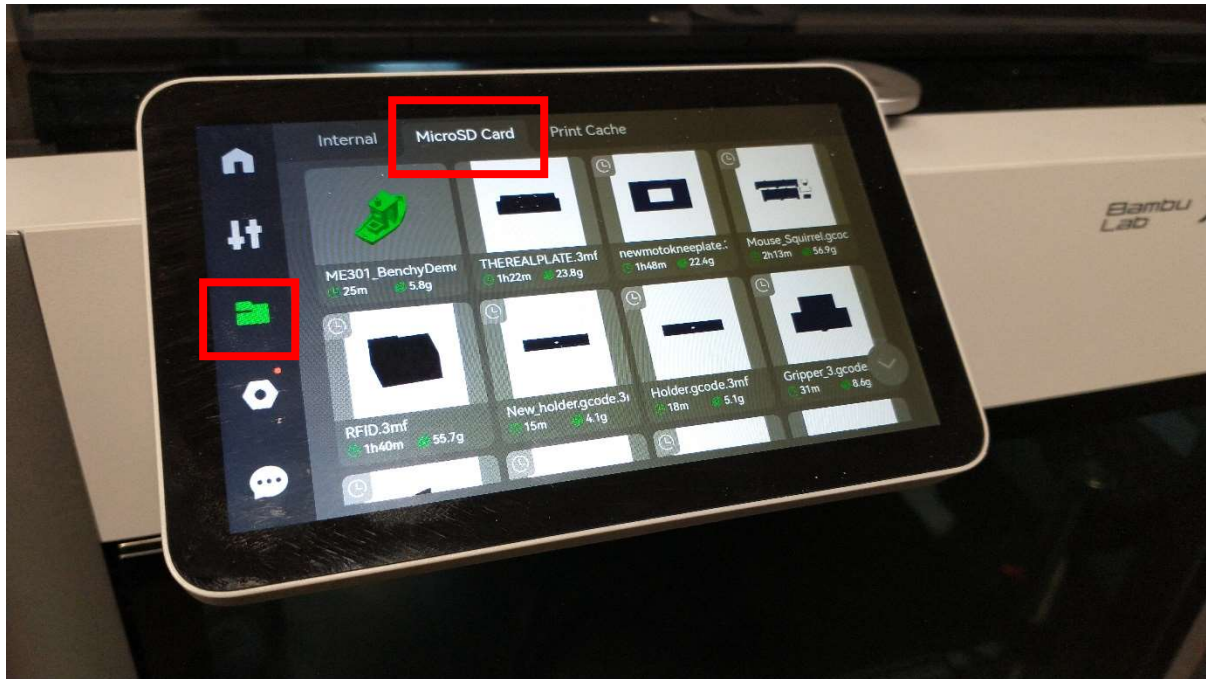 Internal MicroSD Card Print Cache
ME301_BenchyDem
25m 5.8g
THEREALPLATE.3mf
1h22m 23.8g
newmotokneeplate.
1h48m 22.4g
Mouse_Squirrel.gcoc
2h13m 56.9g
RFID.3mf
1h40m 55.7g
New_holder.gcode.3
15m 4.1g
Holder.gcode.3mf
18m 5.1g
Gripper_3.gcode
31m 8.6g
Bambu
Lab